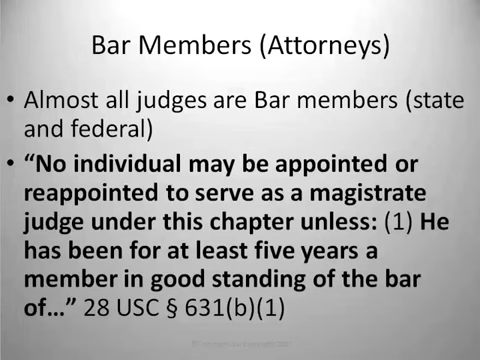 Bar Members (Attorneys)
• Almost all judges are Bar members (state
and federal)
• “No individual may be appointed or
reappointed to serve as a magistrate
judge under this chapter unless: (1) He
has been for at least five years a
member in good standing of the bar
of…” 28 USC § 631(b)(1)